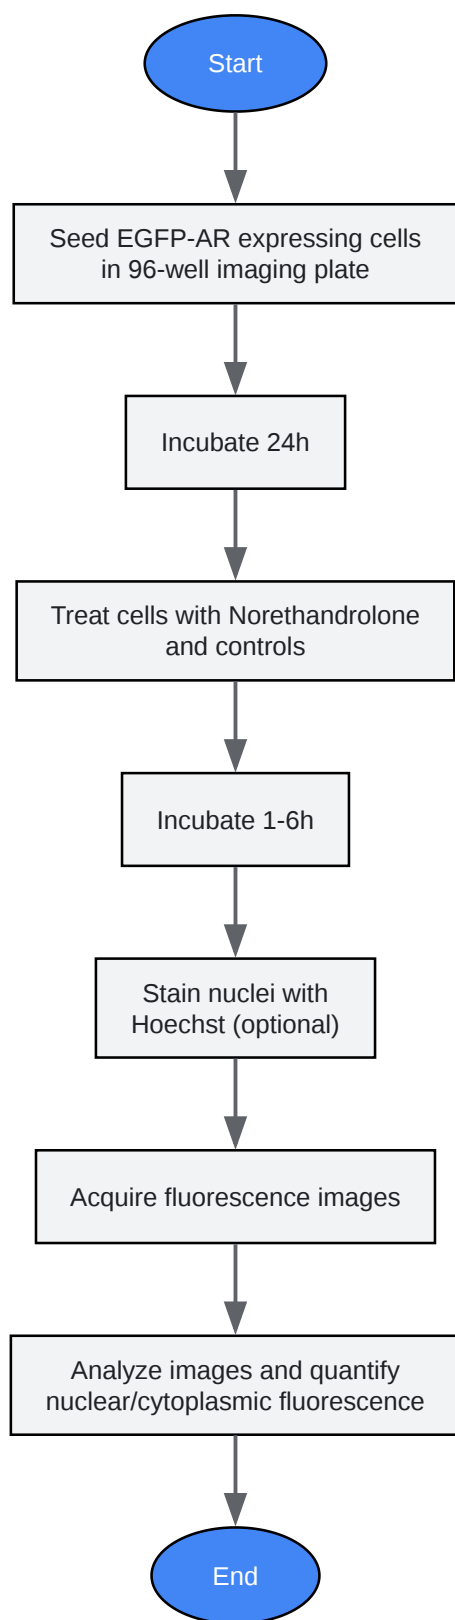 Start
Seed EGFP-AR expressing cells
in 96-well imaging plate
Incubate 24h
Treat cells with Norethandrolone
and controls
Incubate 1-6h
Stain nuclei with
Hoechst (optional)
Acquire fluorescence images
Analyze images and quantify
nuclear/cytoplasmic fluorescence
End